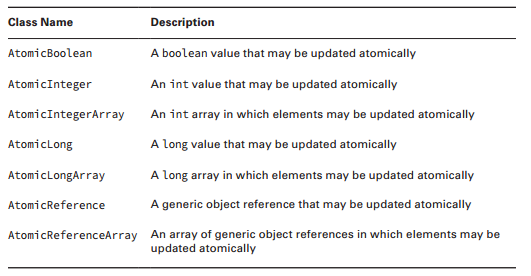 Class Name Description
AtomicBoolean A boolean value that may be updated atomically
AtomicInteger An int value that may be updated atomically
AtomicIntegerArray An int array in which elements may be updated atomically
AtomicLong A long value that may be updated atomically
AtomicLongArray A long array in which elements may be updated atomically
AtomicReference A generic object reference that may be updated atomically
AtomicReferenceArray An array of generic object references in which elements may be
updated atomically